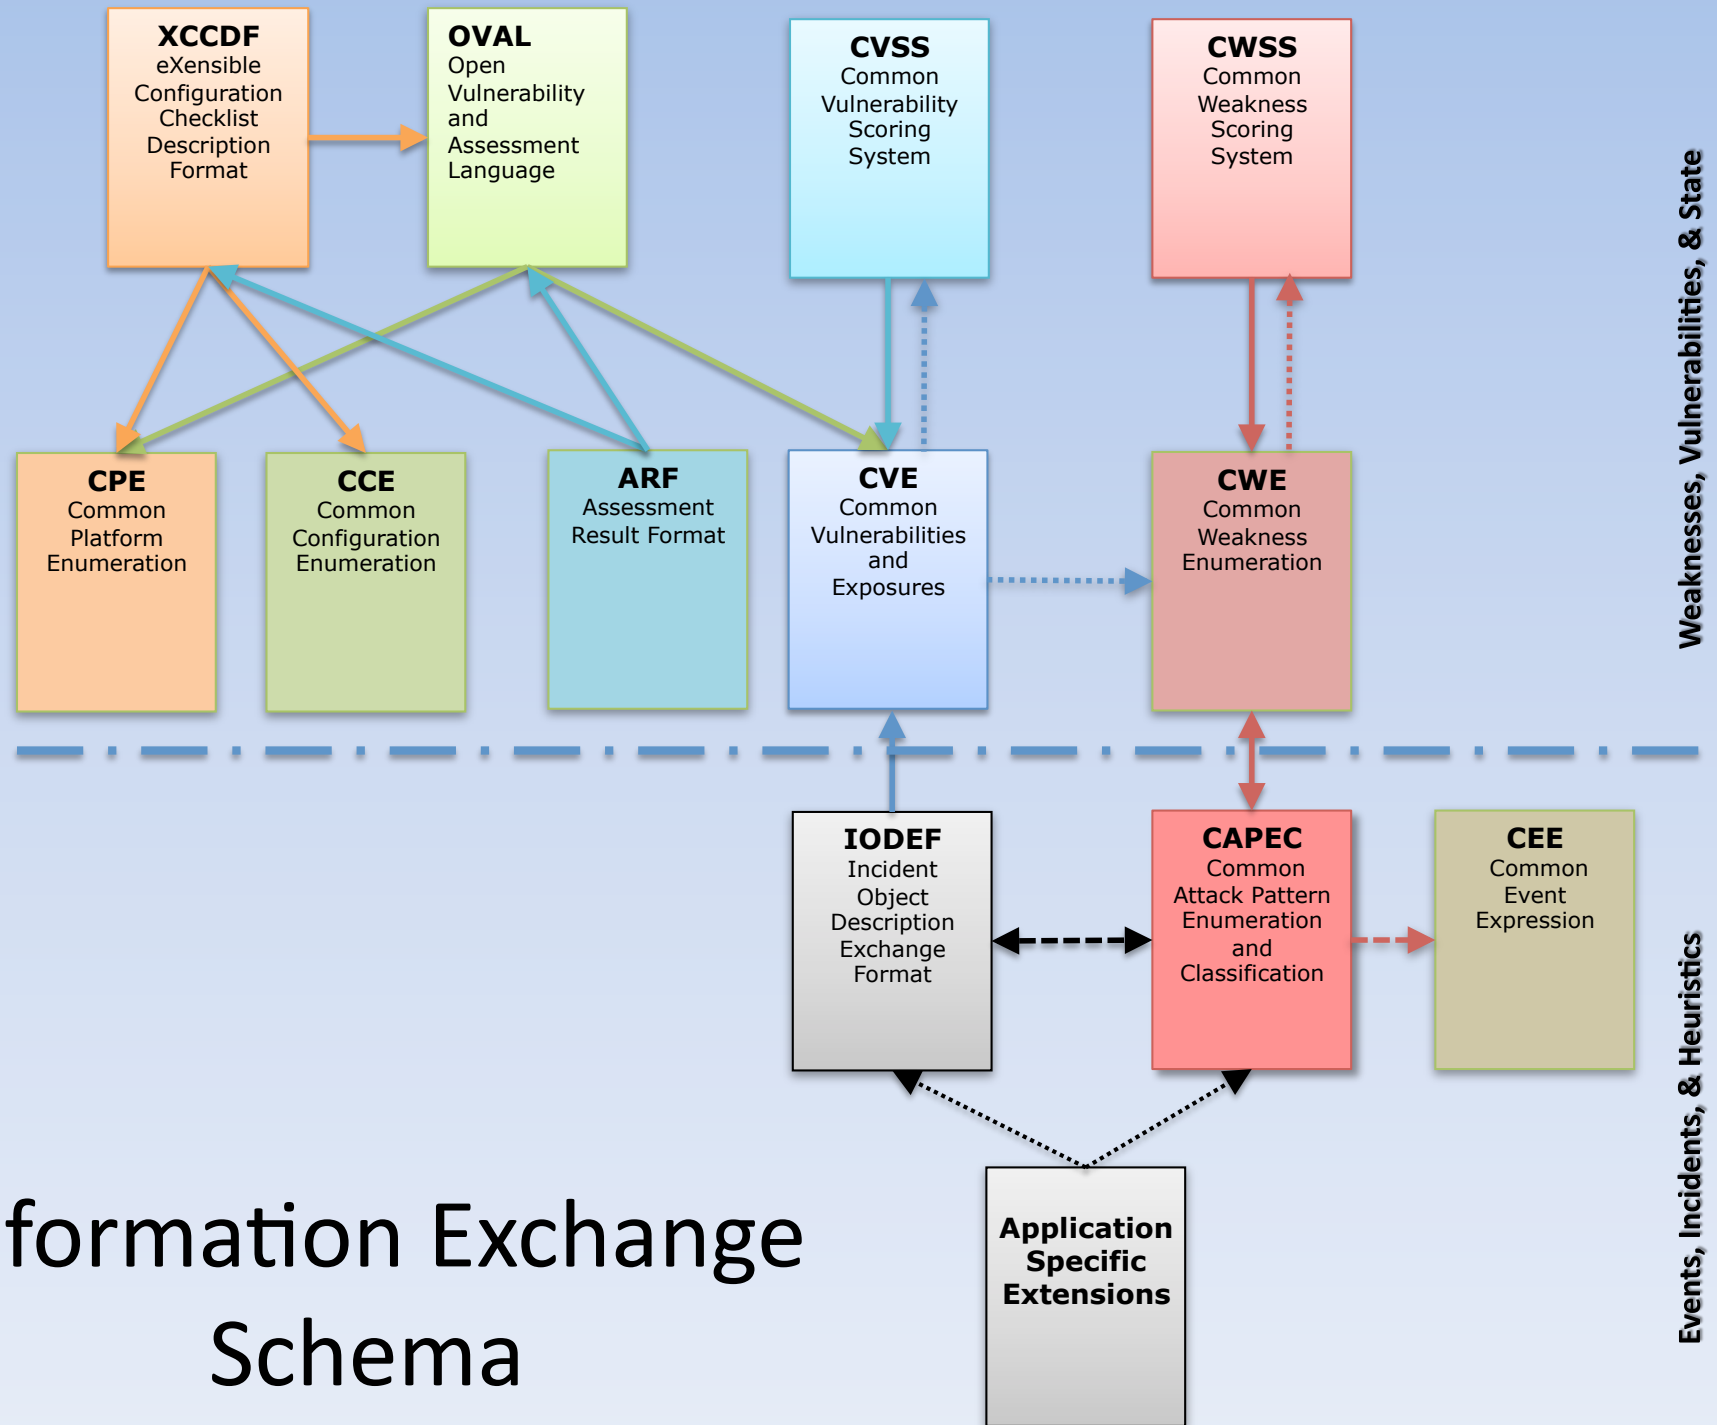 XCCDF
eXensible
Configuration
Checklist
Description
Format
OVAL
Open
Vulnerability
and
Assessment
Language
CVSS
Common
Vulnerability
Scoring
System
CWSS
Common
Weakness
Scoring
System
Weaknesses, Vulnerabilities, & State
CPE
Common
Platform
Enumeration
CCE
Common
Configuration
Enumeration
ARF
Assessment
Result Format
CVE
Common
Vulnerabilities
and
Exposures
CWE
Common
Weakness
Enumeration
IODEF
Incident
Object
Description
Exchange
Format
CAPEC
Common
Attack Pattern
Enumeration
and
Classification
CEE
Common
Event
Expression
Events, Incidents, & Heuristics
Application
Specific
Extensions
formation Exchange
Schema